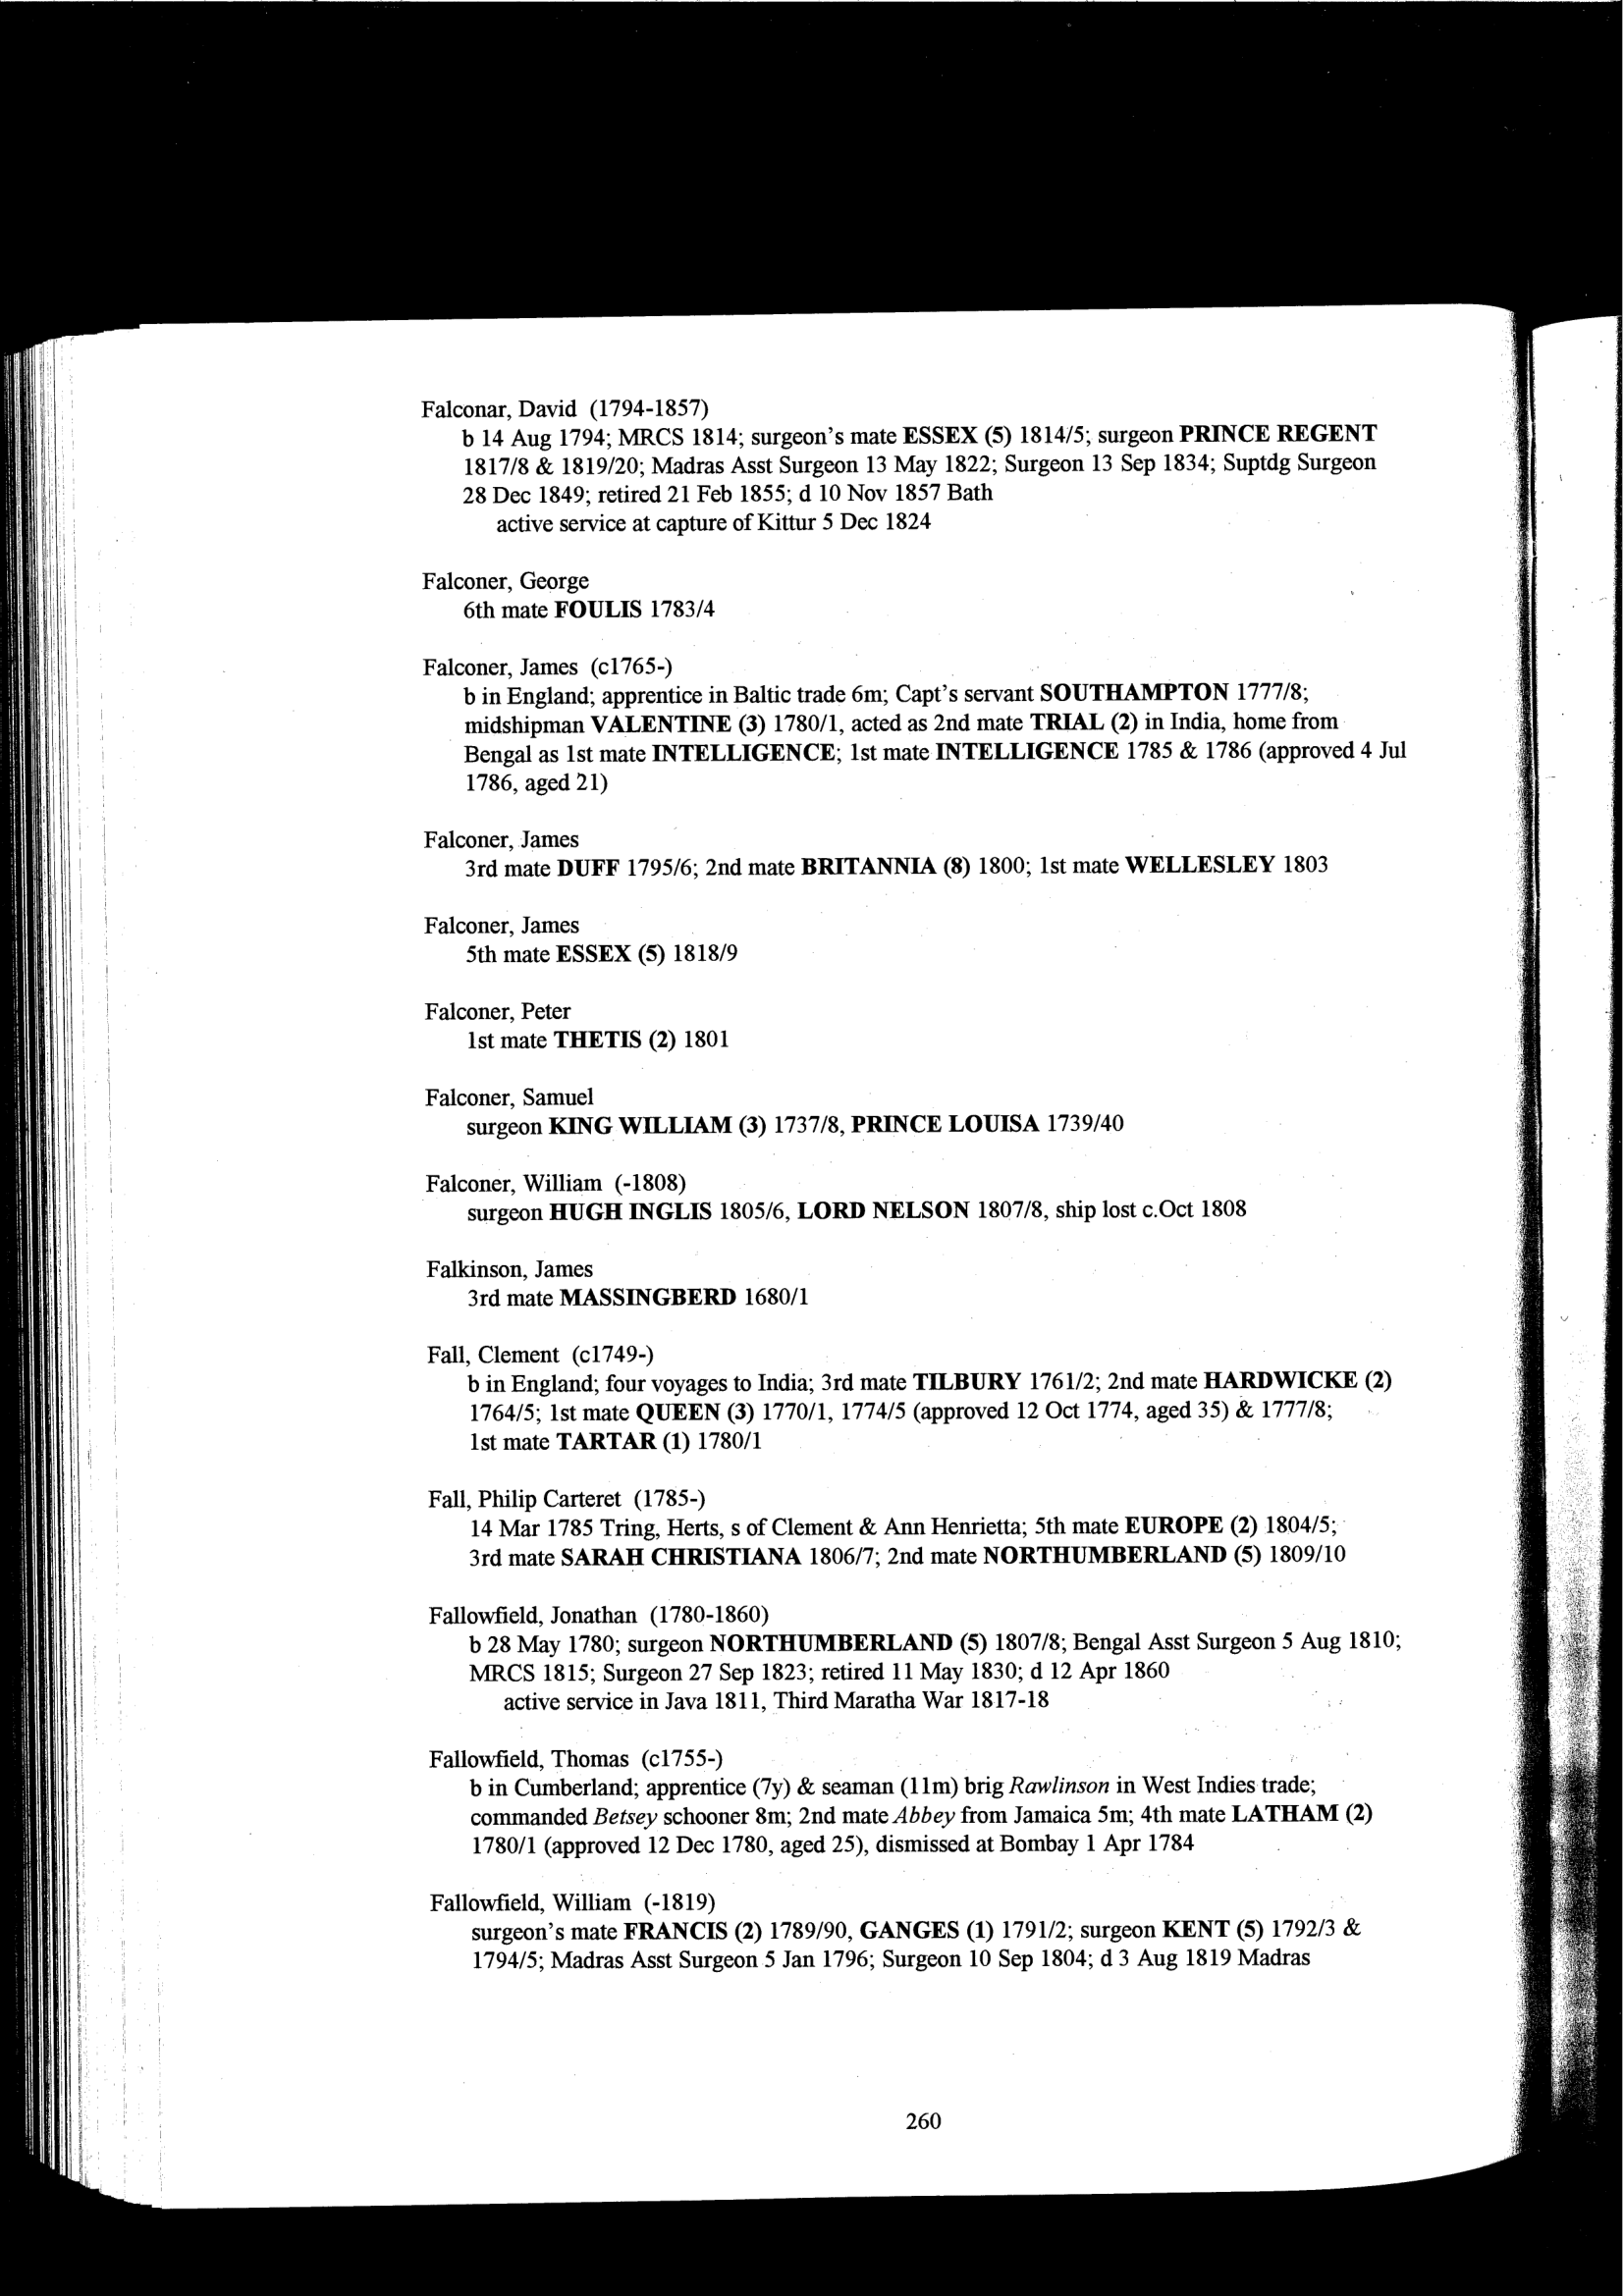 Falconar, David (1794-1857)
b 14 Aug 1794; MRCS 1814; surgeon's mate ESSEX (5) 1814/5; surgeon PRINCE REGENT
1817/8 & 1819/20; Madras Asst Surgeon 13 May 1822; Surgeon 13 Sep 1834; Suptdg Surgeon
28 Dec 1849; retired 21 Feb 1855; d 10 Nov 1857 Bath
active service at capture of Kittur 5 Dec 1824
Falconer, George
6th mate FOULIS 1783/4
Falconer, James (c1765-)
b in England; apprentice in Baltic trade 6m; Capt's servant SOUTHAMPTON 1777/8;
midshipman VALENTINE (3) 1780/1, acted as 2nd mate TRIAL (2) in India, home from
Bengal as 1st mate INTELLIGENCE; 1st mate INTELLIGENCE 1785 & 1786 (approved 4 Jul
1786, aged 21)
Falconer, James
3rd mate DUFF 1795/6; 2nd mate BRITANNIA (8) 1800; 1st mate WELLESLEY 1803
Falconer, James
5th mate ESSEX (5) 1818/9
Falconer, Peter
1st mate THETIS (2) 1801
Falconer, Samuel
surgeon KING WILLIAM (3) 1737/8, PRINCE LOUISA 1739/40
Falconer, William (-1808)
surgeon HUGH INGLIS 1805/6, LORD NELSON 1807/8, ship lost c.Oct 1808
Falkinson, James
3rd mate MASSINGBERD 1680/1
Fall, Clement (c1749-)
b in England; four voyages to India; 3rd mate TILBURY 1761/2; 2nd mate HARDWICKE (2)
1764/5; 1st mate QUEEN (3) 1770/1, 1774/5 (approved 12 Oct 1774, aged 35) & 1777/8;
1st mate TARTAR (1) 1780/1
Fall, Philip Carteret (1785-)
14 Mar 1785 Tring, Herts, s of Clement & Ann Henrietta; 5th mate EUROPE (2) 1804/5;
3rd mate SARAH CHRISTIANA 1806/7; 2nd mate NORTHUMBERLAND (5) 1809/10
Fallowfield, Jonathan (1780-1860)
b 28 May 1780; surgeon NORTHUMBERLAND (5) 1807/8; Bengal Asst Surgeon 5 Aug 1810;
MRCS 1815; Surgeon 27 Sep 1823; retired 11 May 1830; d 12 Apr 1860
active service in Java 1811, Third Maratha War 1817-18
Fallowfield, Thomas (c1755-)
b in Cumberland; apprentice (7y) & seaman (11m) brig Rawlinson in West Indies trade;
commanded Betsey schooner 8m; 2nd mate Abbey from Jamaica 5m; 4th mate LATHAM (2)
1780/1 (approved 12 Dec 1780, aged 25), dismissed at Bombay 1 Apr 1784
Fallowfield, William (-1819)
surgeon's mate FRANCIS (2) 1789/90, GANGES (1) 1791/2; surgeon KENT (5) 1792/3 &
1794/5; Madras Asst Surgeon 5 Jan 1796; Surgeon 10 Sep 1804; d 3 Aug 1819 Madras
260